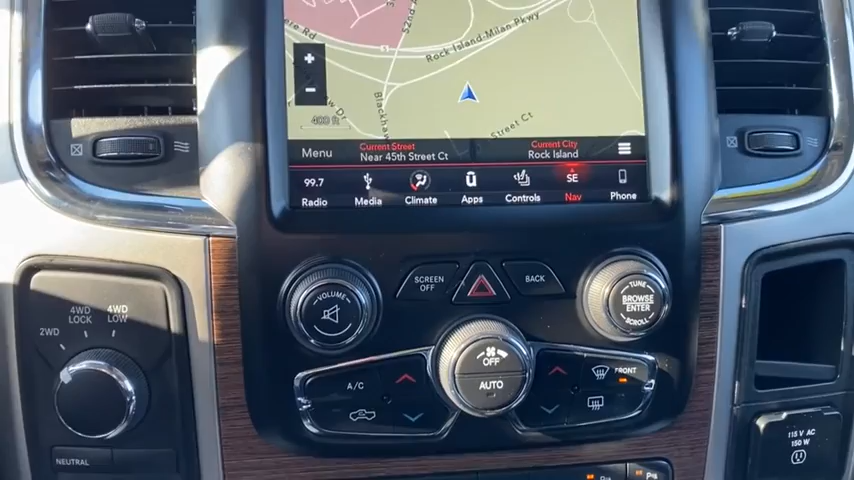 52nd
Rock Island-Milan Pkwy
400 ft
Street Ct
Menu
Current Street
Near 45th Street Ct
Current City
ROCK ISLAND
99.7
SE
Radio
Media
Climate
Apps
Controls
Nav
Phone
VOLUME
SCREEN
OFF
BACK
TUNE
BROWSE
ENTER
SCROLL
4WD
LOCK
4WD
LOW
2WD
OFF
AUTO
A/C
FRONT
NEUTRAL
115 V AC
150 W